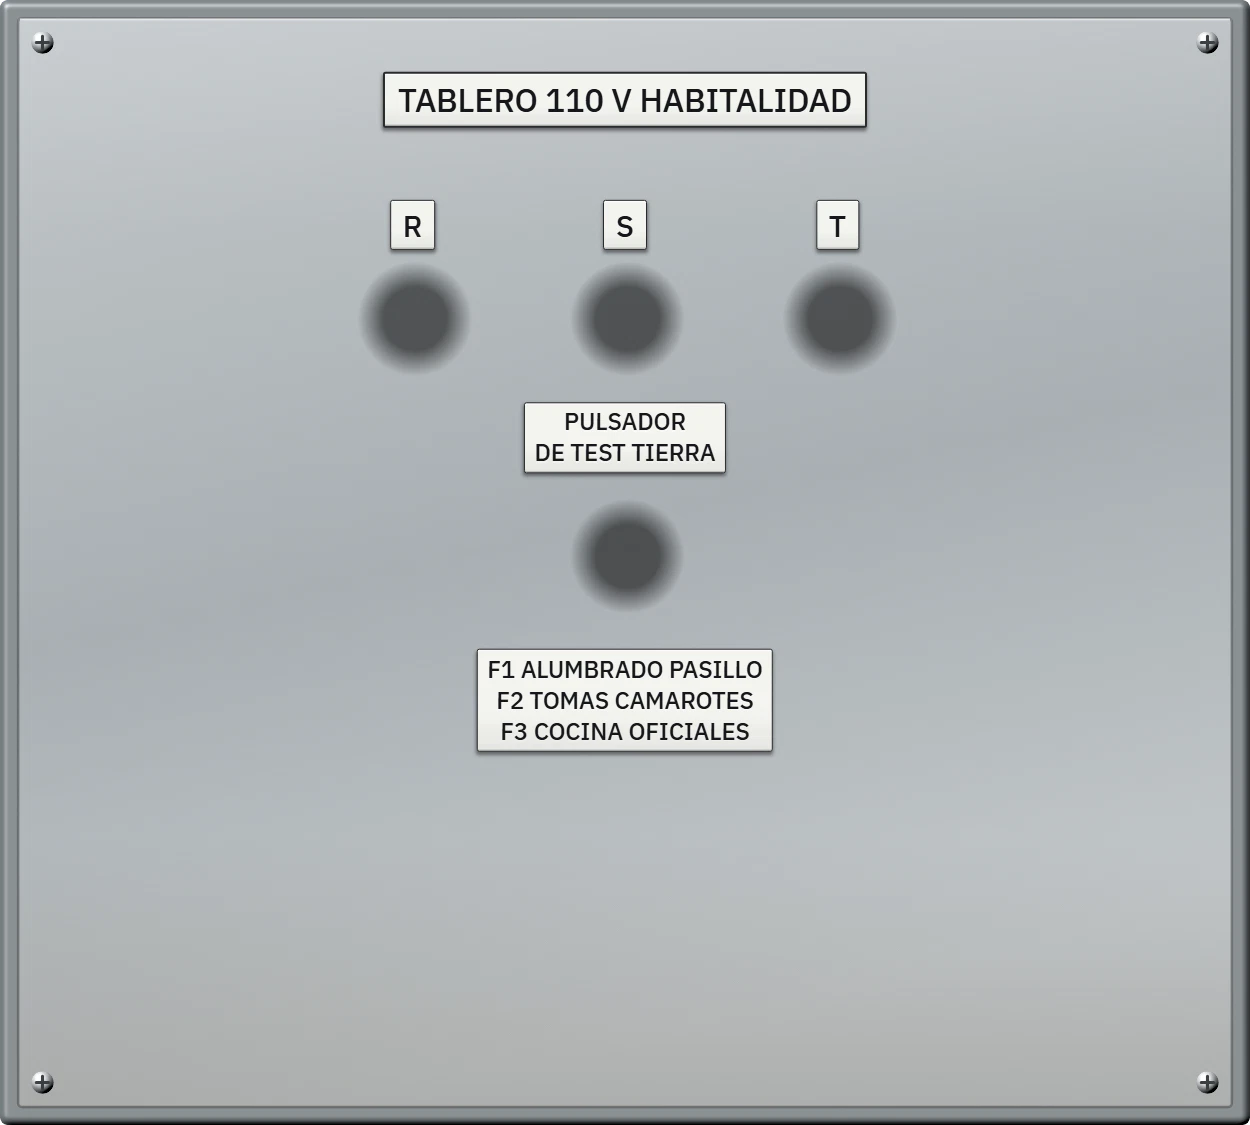 TABLERO 110 V HABITALIDAD
R S T
PULSADOR
DE TEST TIERRA
F1 ALUMBRADO PASILLO
F2 TOMAS CAMAROTES
F3 COCINA OFICIALES